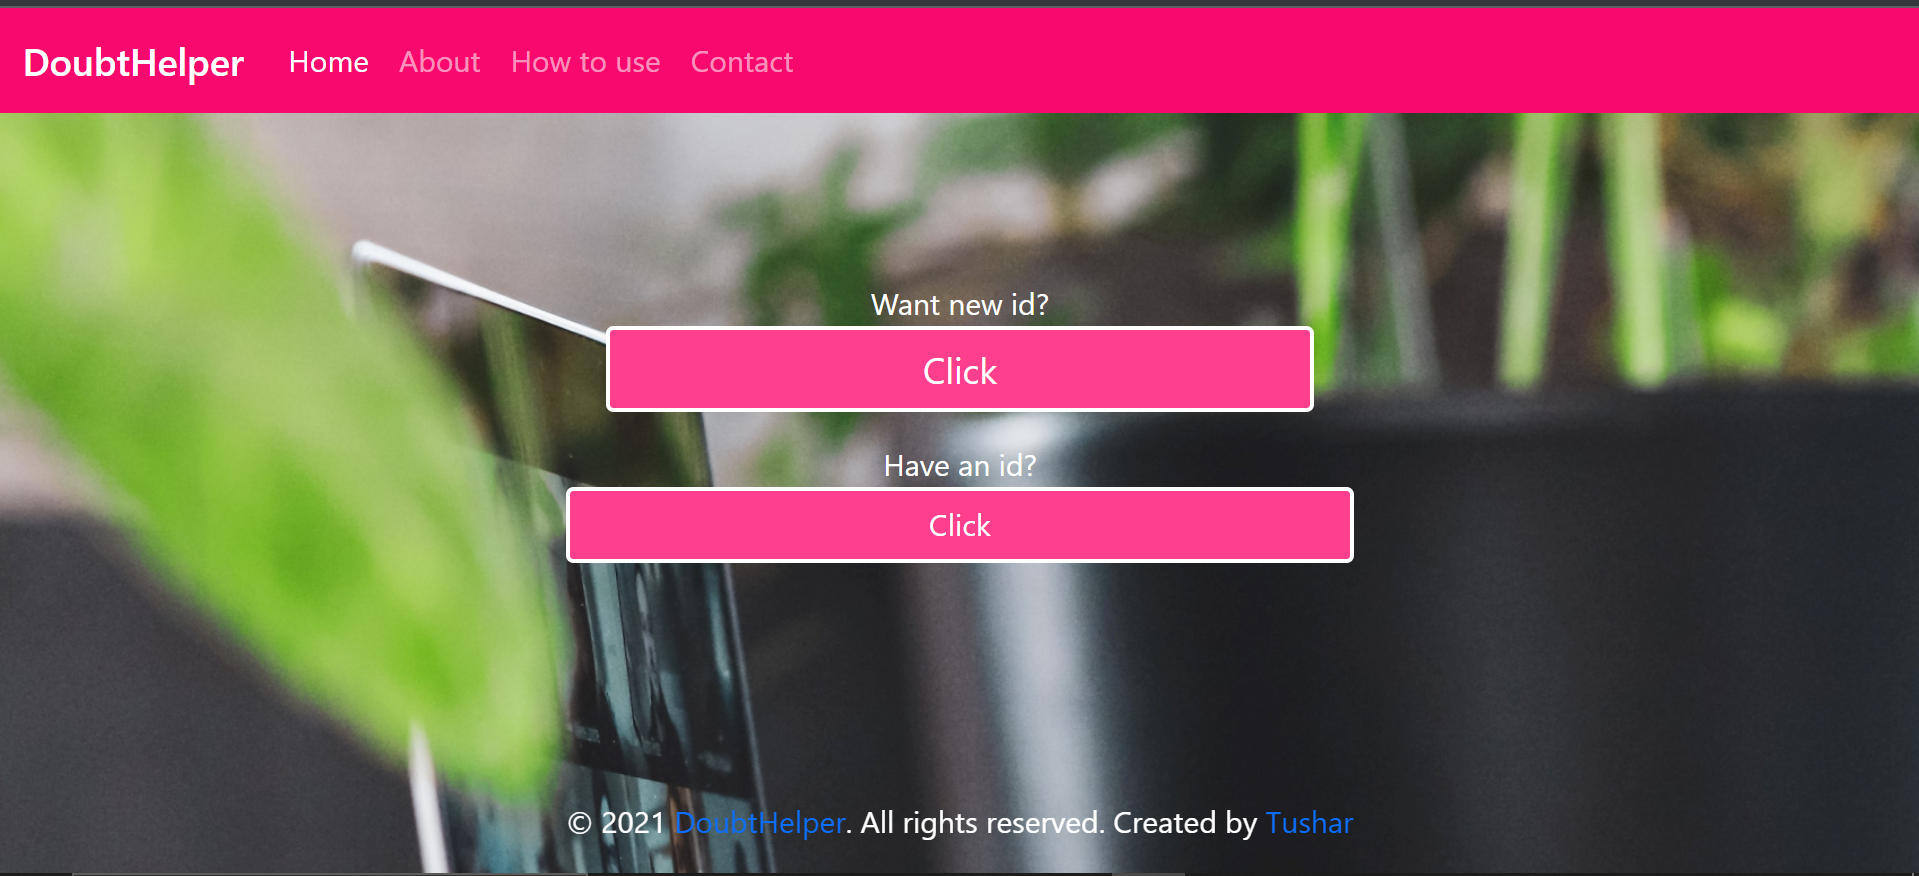 DoubtHelper Home About How to use Contact
Want new id?
Click
Have an id?
Click
© 2021 DoubtHelper. All rights reserved. Created by Tushar